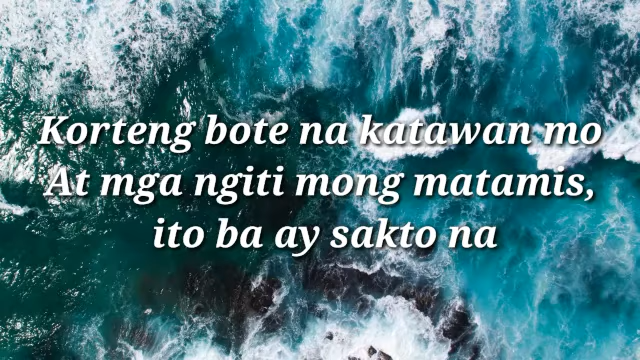 Korteng bote na katawan mo
At mga ngiti mong matamis,
ito ba ay sakto na